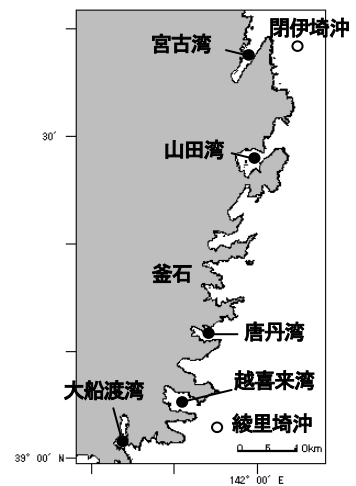 閉伊埼沖
宮古湾
30'
山田湾
釜石
唐丹湾
大船渡湾
越喜来湾
綾里埼沖
0 5 10km
39° 00' N
142° 00' E